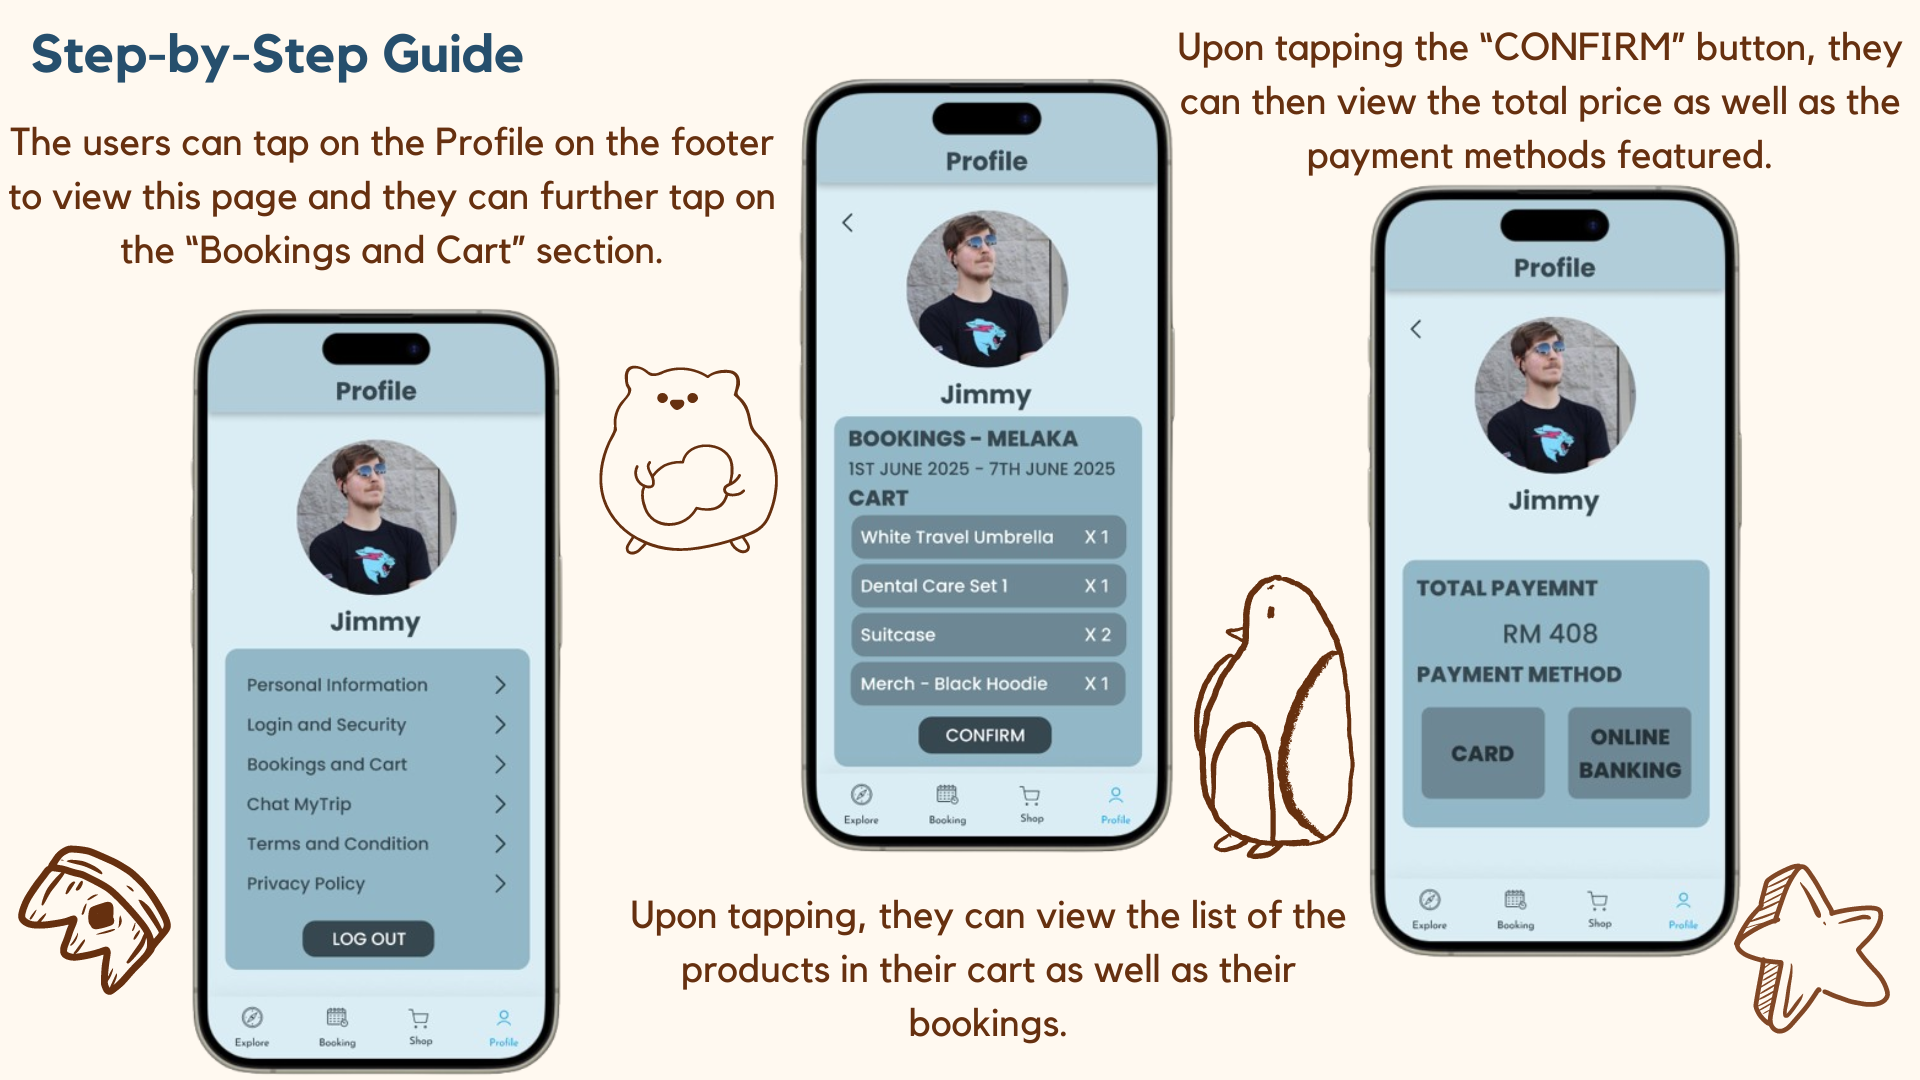 Step-by-Step Guide
The users can tap on the Profile on the footer
to view this page and they can further tap on
the “Bookings and Cart” section.
Profile
Jimmy
Personal Information
Login and Security
Bookings and Cart
Chat MyTrip
Terms and Condition
Privacy Policy
LOG OUT
Explore Booking Shop Profile
Profile
Jimmy
BOOKINGS - MELAKA
1ST JUNE 2025 - 7TH JUNE 2025
CART
White Travel Umbrella X 1
Dental Care Set 1 X 1
Suitcase X 2
Merch - Black Hoodie X 1
CONFIRM
Explore Booking Shop Profile
Upon tapping, they can view the list of the
products in their cart as well as their
bookings.
Upon tapping the “CONFIRM” button, they
can then view the total price as well as the
payment methods featured.
Profile
Jimmy
TOTAL PAYEMNT
RM 408
PAYMENT METHOD
CARD
ONLINE
BANKING
Explore Booking Shop Profile